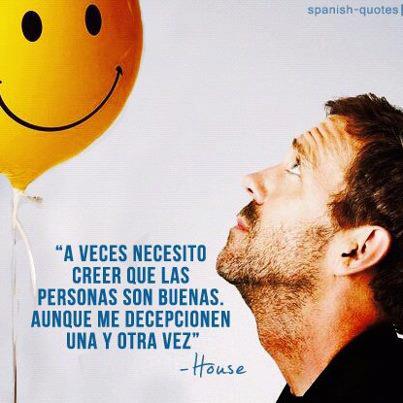 spanish-quotes|
“A VECES NECESITO
CREER QUE LAS
PERSONAS SON BUENAS.
AUNQUE ME DECEPCIONEN
UNA Y OTRA VEZ”
-House